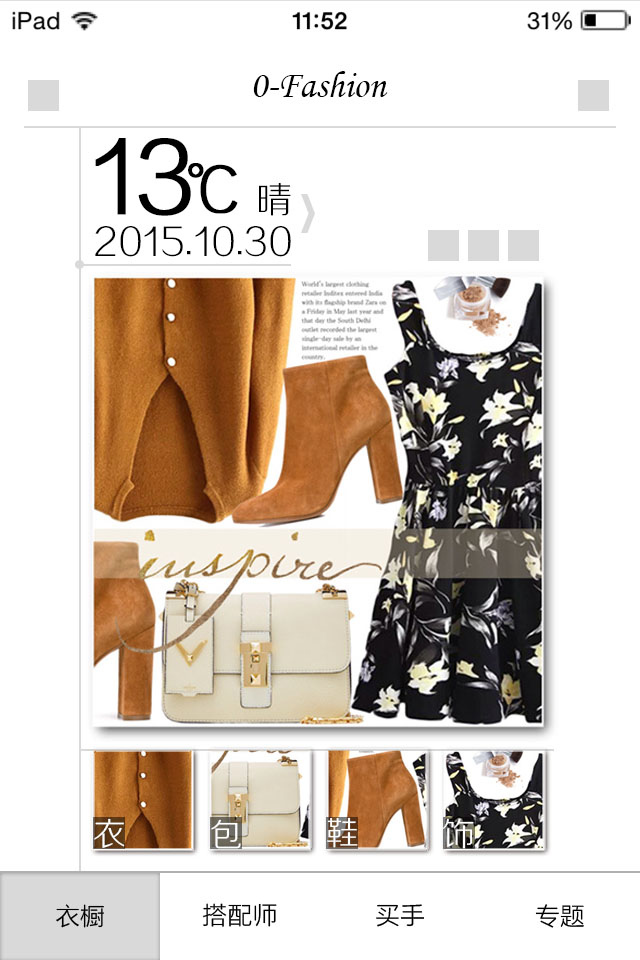 iPad 11:52 31%
0-Fashion
13℃ 晴
2015.10.30
World's largest clothing
retailer Inditex entered India
with its flagship brand Zara on
a Friday in May last year and
that day the South Delhi
outlet recorded the largest
single-day sale by an
international retailer in the
country.
inspire
衣 包 鞋 饰
衣橱 搭配师 买手 专题